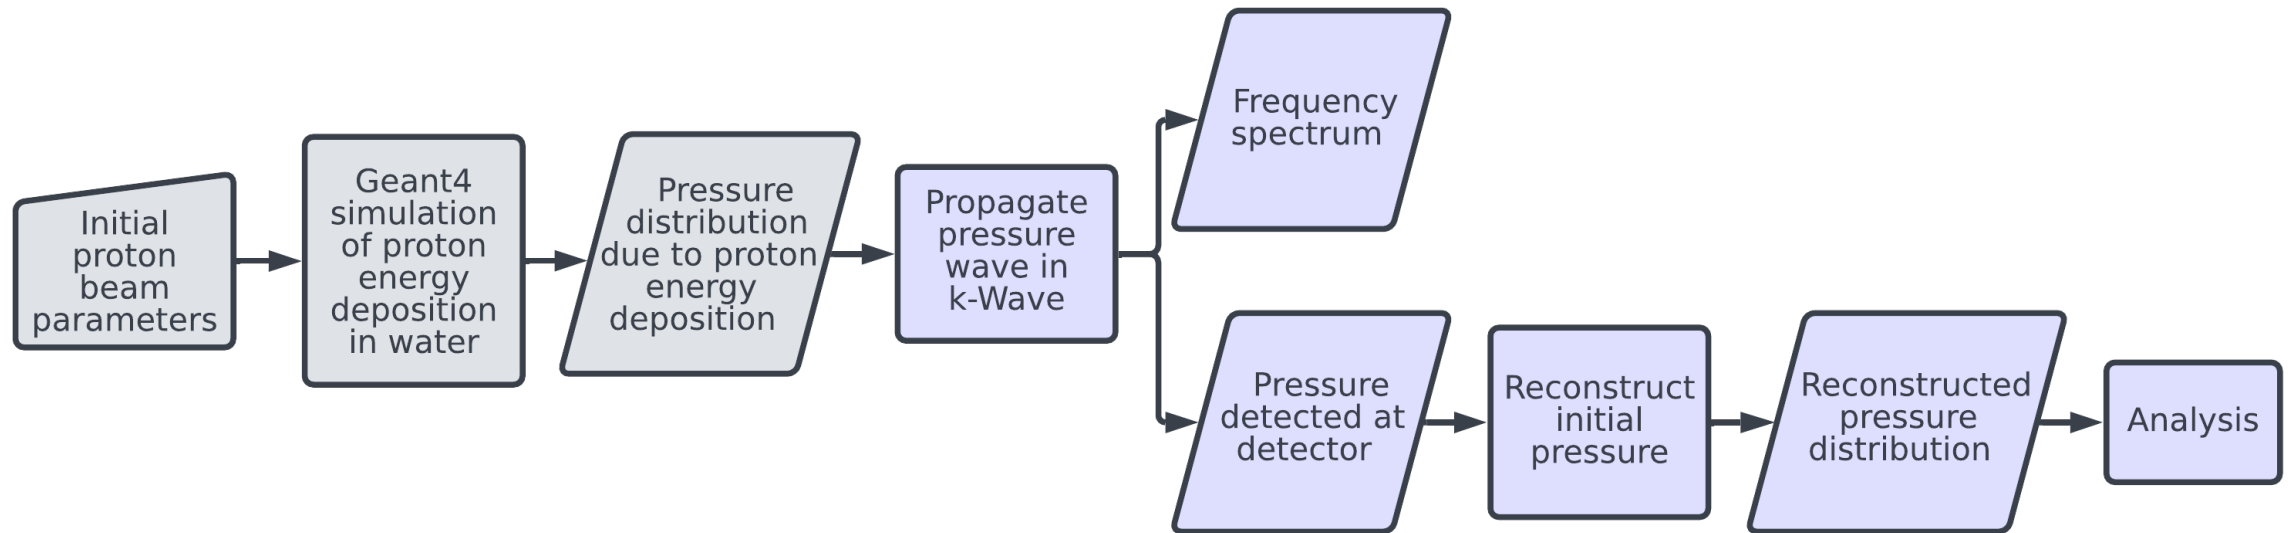 Initial
proton
beam
parameters
Geant4
simulation
of proton
energy
deposition
in water
Pressure
distribution
due to proton
energy
deposition
Propagate
pressure
wave in
k-Wave
Frequency
spectrum
Pressure
detected at
detector
Reconstruct
initial
pressure
Reconstructed
pressure
distribution
Analysis